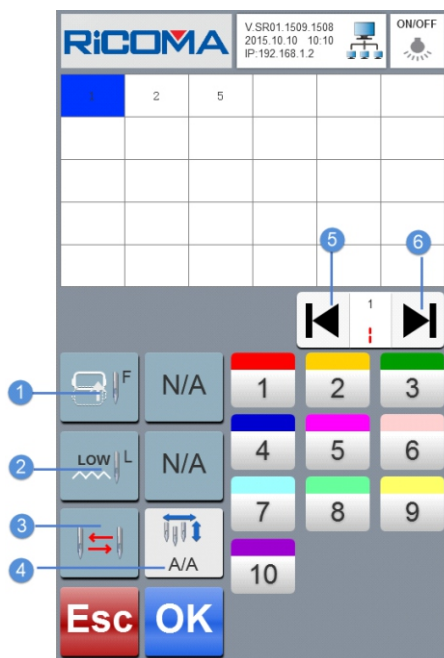 RiCOMA
V.SR01.1509.1508
2015.10.10 10:10
IP:192.168.1.2
ON/OFF
3 2 5
5 6
1
1 F N/A 1 2 3
2 LOW L N/A 4 5 6
3 7 8 9
4 A/A 10
Esc OK